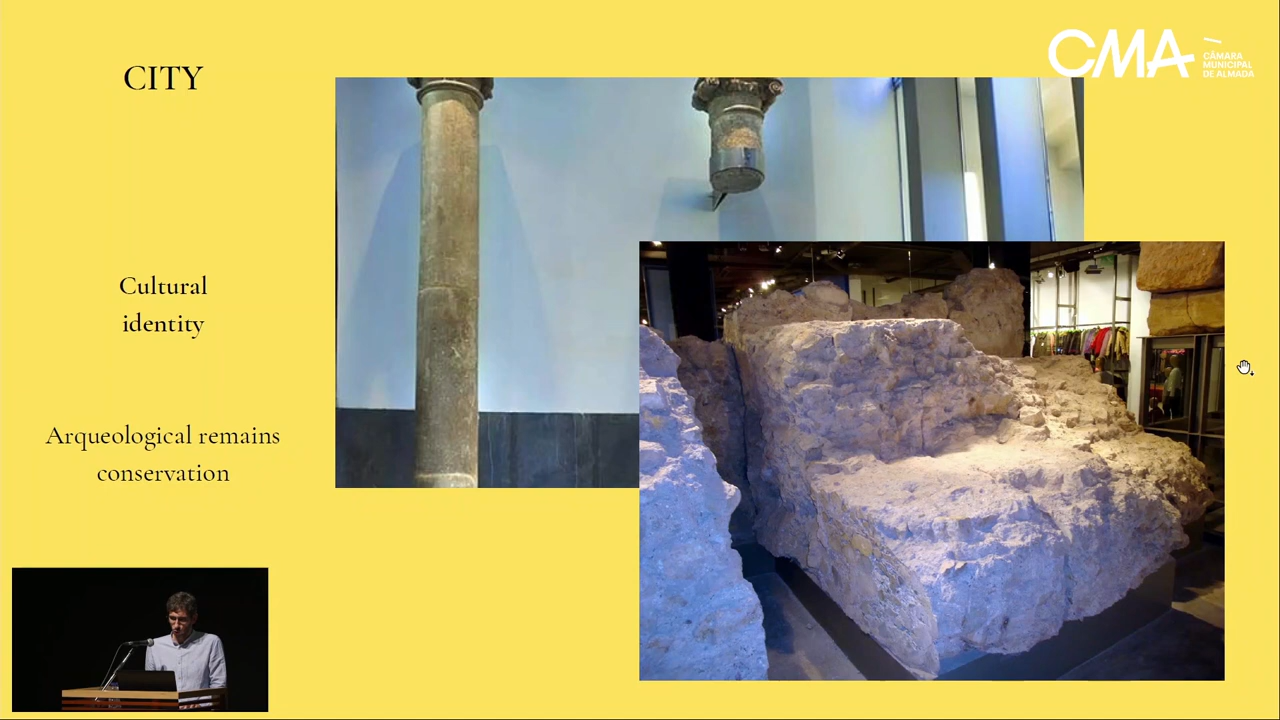 CITY
CMA
CÂMARA
MUNICIPAL
DE ALMADA
Cultural
identity
Arqueological remains
conservation